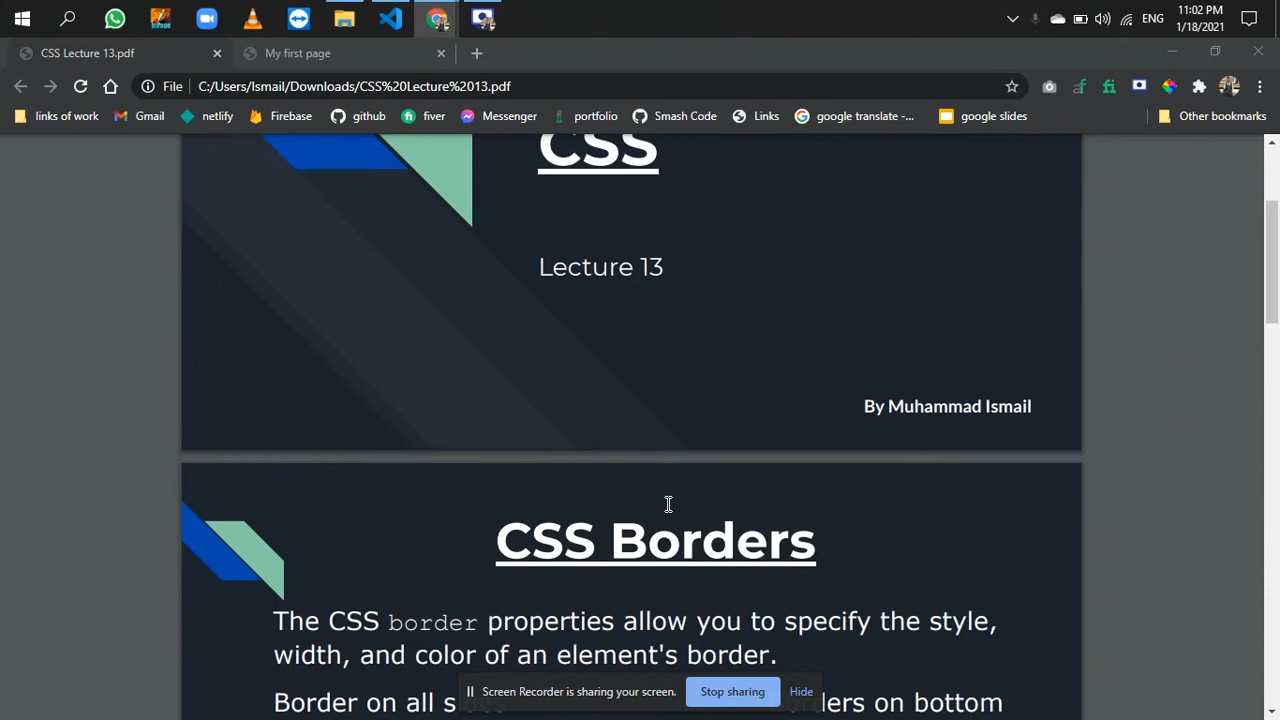 11:02 PM
ENG
1/18/2021
CSS Lecture 13.pdf
My first page
File
C:/Users/Ismail/Downloads/CSS%20Lecture%2013.pdf
links of work
Gmail
netlify
Firebase
github
fiver
Messenger
portfolio
Smash Code
Links
google translate -...
google slides
Other bookmarks
CSS
Lecture 13
By Muhammad Ismail
CSS Borders
The CSS border properties allow you to specify the style,
width, and color of an element's border.
Screen Recorder is sharing your screen.
Stop sharing
Hide
Border on all s
rders on bottom